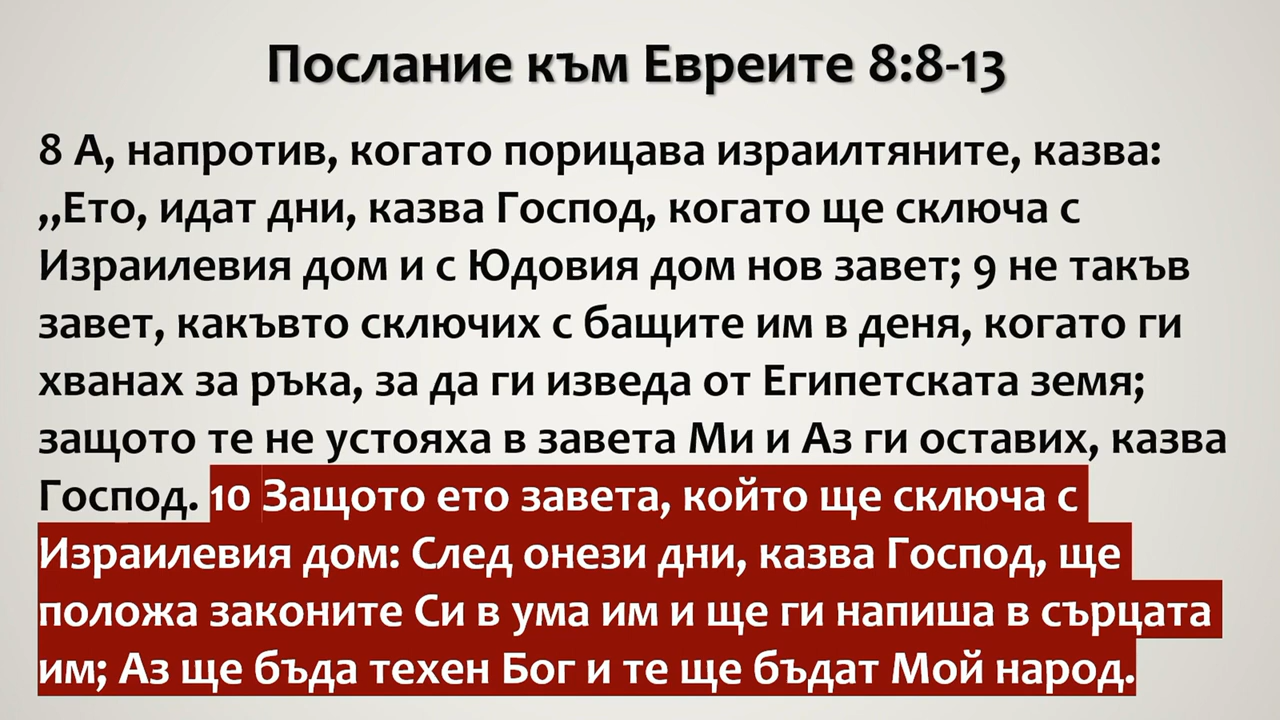 Послание към Евреите 8:8-13
8 А, напротив, когато порицава израилтяните, казва:
„Ето, идат дни, казва Господ, когато ще сключа с
Израилевия дом и с Юдовия дом нов завет; 9 не такъв
завет, какъвто сключих с бащите им в деня, когато ги
хванах за ръка, за да ги изведа от Египетската земя;
защото те не устояха в завета Ми и Аз ги оставих, казва
Господ. 10 Защото ето завета, който ще сключа с
Израилевия дом: След онези дни, казва Господ, ще
положа законите Си в ума им и ще ги напиша в сърцата
им; Аз ще бъда техен Бог и те ще бъдат Мой народ.